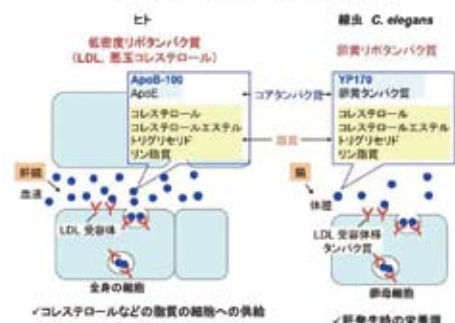 ヒト
線虫 C. elegans
低密度リポタンパク質
(LDL、悪玉コレステロール)
卵黄リポタンパク質
ApoB-100
ApoE
コアタンパク質
YP170
卵黄タンパク質
コレステロール
コレステロールエステル
トリグリセリド
リン脂質
脂質
コレステロール
コレステロールエステル
トリグリセリド
リン脂質
肝臓
血液
腸
体腔
LDL 受容体
LDL 受容体様
タンパク質
全身の細胞
卵母細胞
✓コレステロールなどの脂質の細胞への供給
✓胚発生時の栄養源